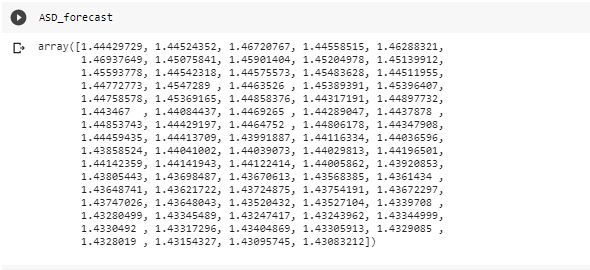 ASD_forecast
array([1.44429729, 1.44524352, 1.46720767, 1.44558515, 1.46288321,
1.46937649, 1.45075841, 1.45901404, 1.45204978, 1.45139912,
1.45593778, 1.44542318, 1.44575573, 1.45483628, 1.44511955,
1.44772773, 1.4547289 , 1.4463526 , 1.45389391, 1.45396407,
1.44758578, 1.45369165, 1.44858376, 1.44317191, 1.44897732,
1.443467  , 1.44084437, 1.4469265 , 1.44289047, 1.4437878 ,
1.44853743, 1.44429197, 1.4464752 , 1.44806178, 1.44347908,
1.44459435, 1.44413709, 1.43991887, 1.44116334, 1.44036596,
1.43858524, 1.44041002, 1.44039073, 1.44029813, 1.44196501,
1.44142359, 1.44141943, 1.44122414, 1.44005862, 1.43920853,
1.43805443, 1.43698487, 1.43670613, 1.43568385, 1.4361434 ,
1.43648741, 1.43621722, 1.43724875, 1.43754191, 1.43672297,
1.43747026, 1.43648043, 1.43520432, 1.43527104, 1.4339708 ,
1.43280499, 1.43345489, 1.43247417, 1.43243962, 1.43344999,
1.4330492 , 1.43317296, 1.43404869, 1.43305913, 1.4329085 ,
1.4328019 , 1.43154327, 1.43095745, 1.43083212])